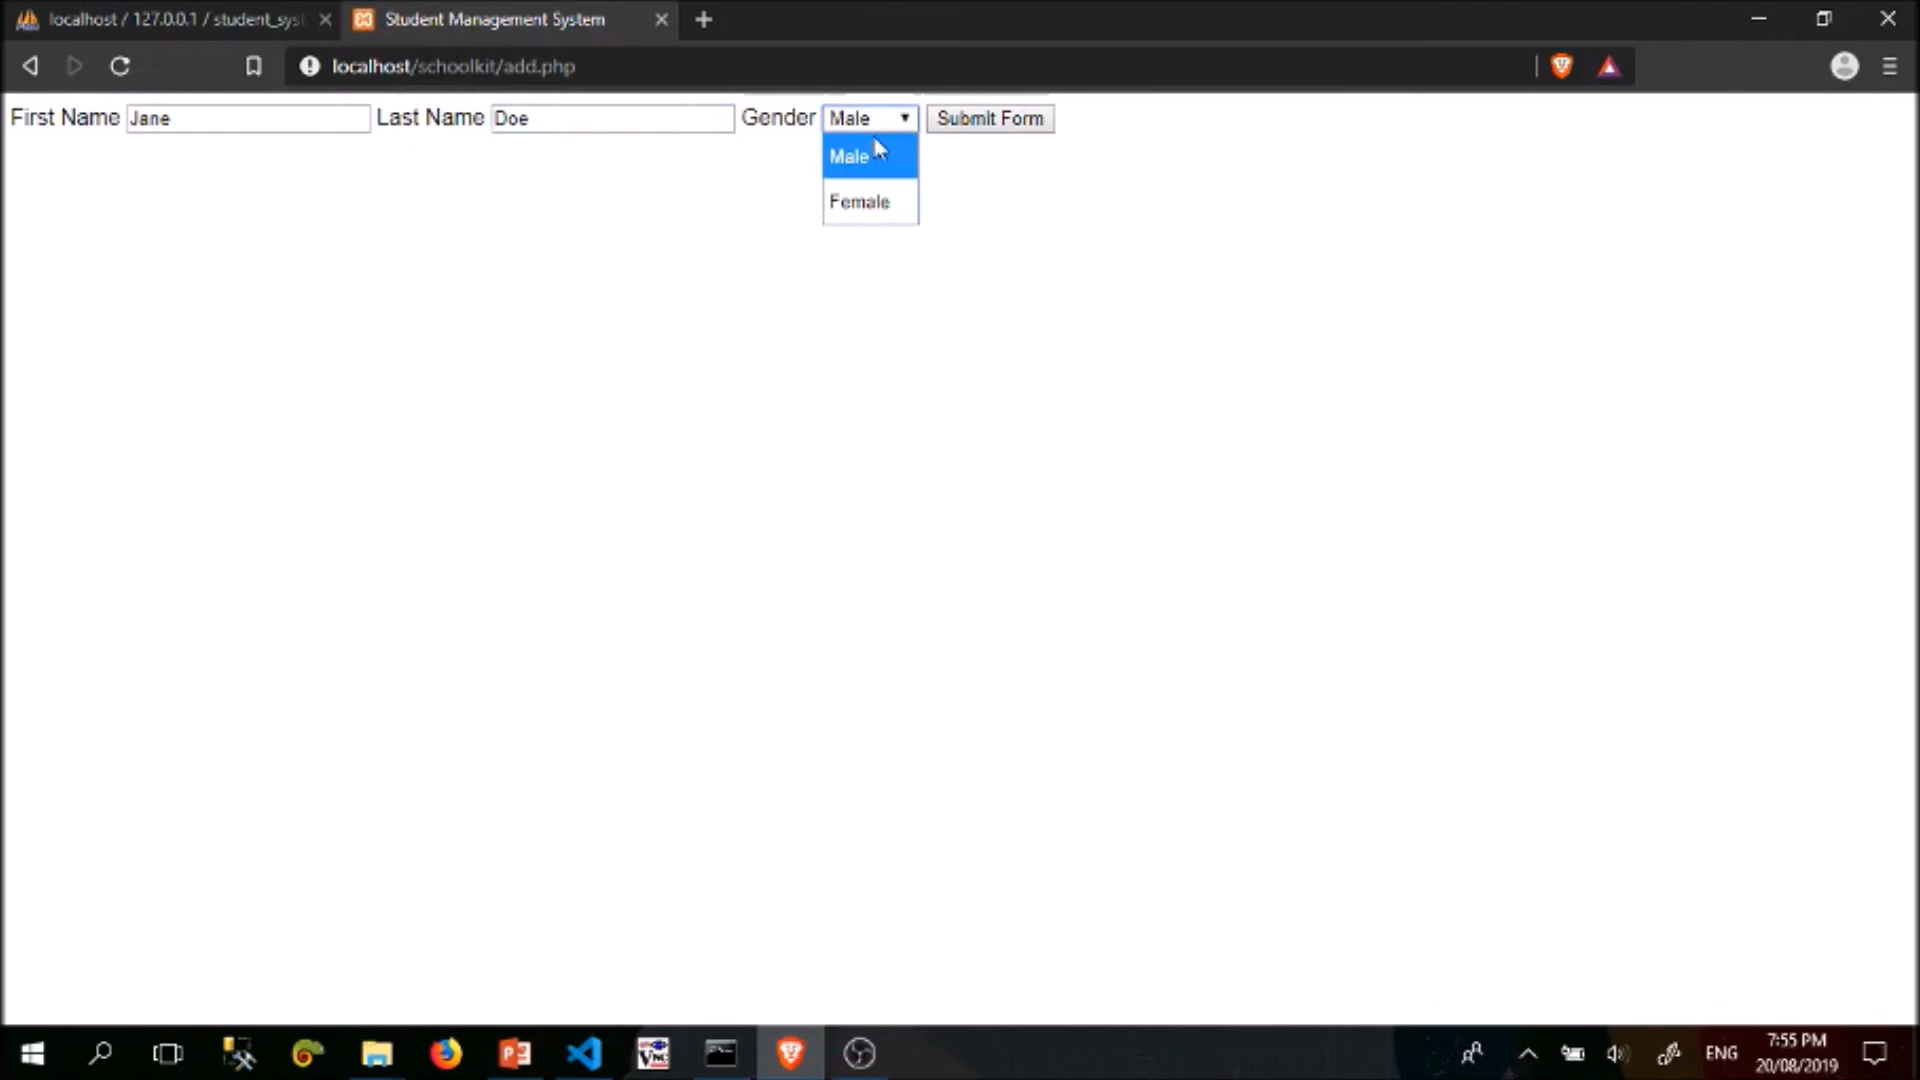 localhost / 127.0.0.1 / student_syst
Student Management System
localhost/schoolkit/add.php
First Name Jane Last Name Doe Gender Male Submit Form
Male
Female
ENG
7:55 PM
20/08/2019